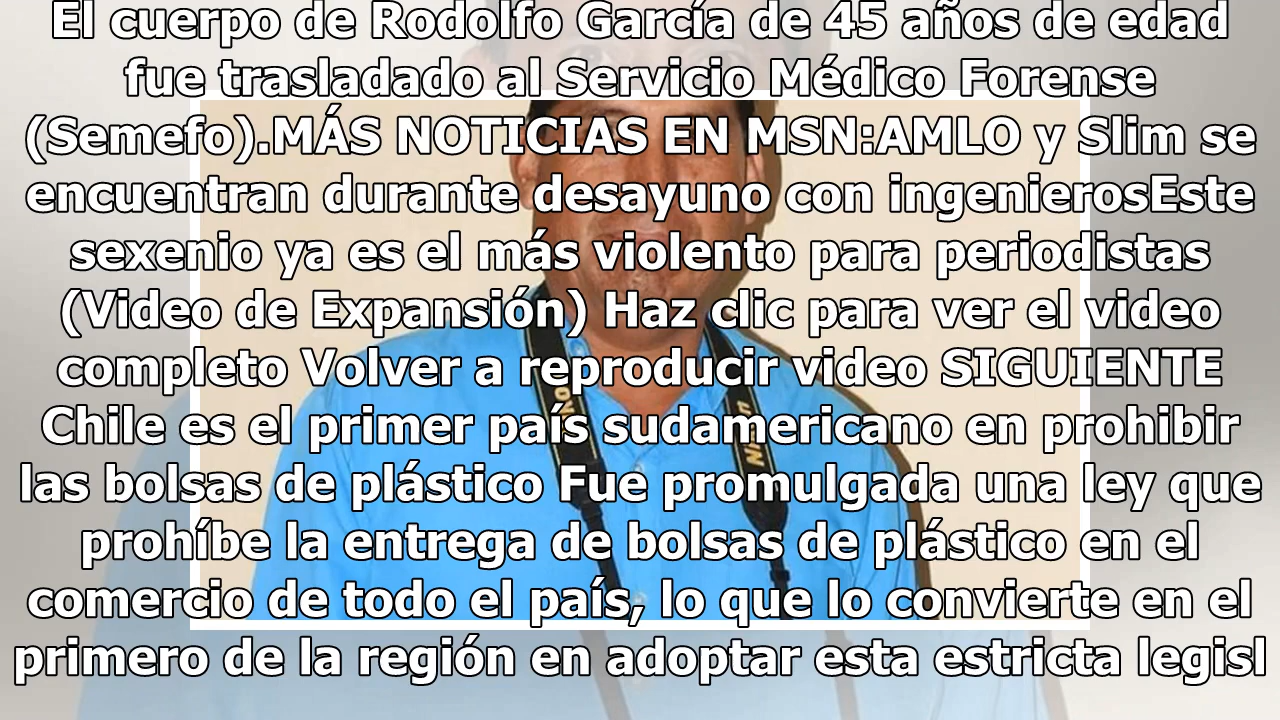 El cuerpo de Rodolfo García de 45 años de edad
fue trasladado al Servicio Médico Forense
(Semefo).MÁS NOTICIAS EN MSN:AMLO y Slim se
encuentran durante desayuno con ingenierosEste
sexenio ya es el más violento para periodistas
(Video de Expansión) Haz clic para ver el video
completo Volver a reproducir video SIGUIENTE
Chile es el primer país sudamericano en prohibir
las bolsas de plástico Fue promulgada una ley que
prohíbe la entrega de bolsas de plástico en el
comercio de todo el país, lo que lo convierte en el
primero de la región en adoptar esta estricta legisl